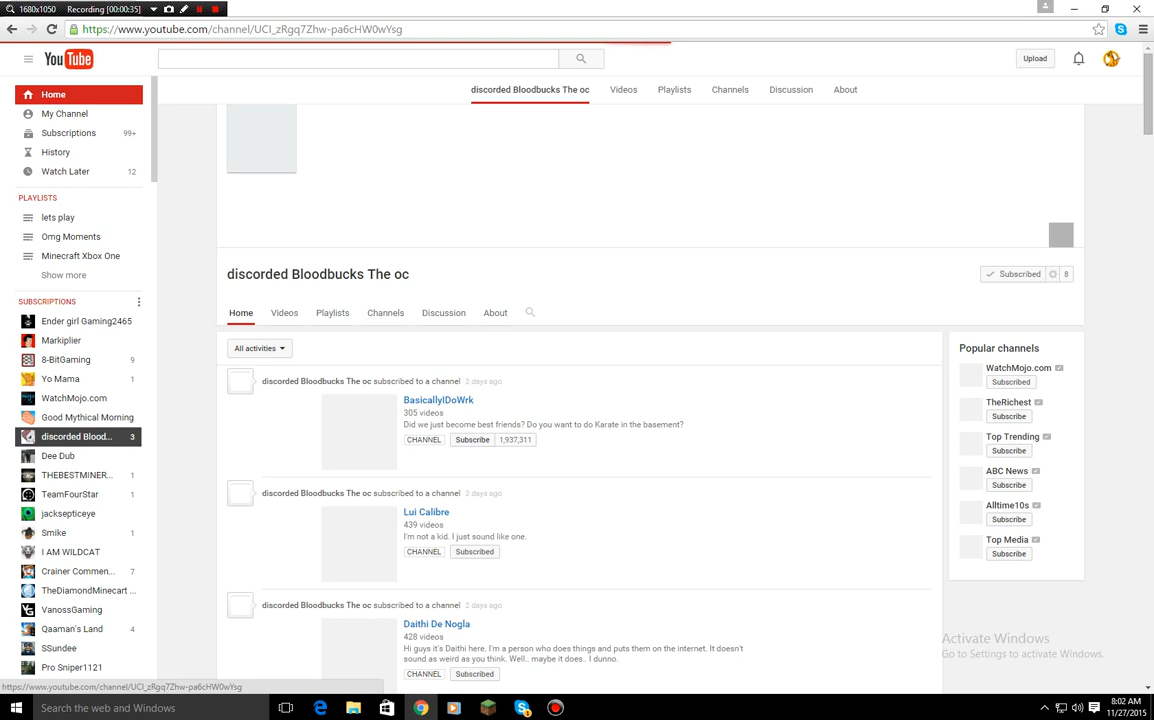 1680x1050 Recording [00:00:35]
https://www.youtube.com/channel/UCI_zRgq7Zhw-pa6cHW0wYsg
YouTube
Upload
discorded Bloodbucks The oc Videos Playlists Channels Discussion About
Home
My Channel
Subscriptions 99+
History
Watch Later 12
PLAYLISTS
lets play
Omg Moments
Minecraft Xbox One
Show more
SUBSCRIPTIONS
Ender girl Gaming2465
Markiplier
8-BitGaming 9
Yo Mama 1
WatchMojo.com
Good Mythical Morning
discorded Blood... 3
Dee Dub
THEBESTMINER... 1
TeamFourStar 1
jacksepticeye
Smike 1
I AM WILDCAT
Crainer Commen... 7
TheDiamondMinecart ...
VanossGaming
Qaaman's Land 4
SSundee
Pro Sniper1121
discorded Bloodbucks The oc
Subscribed 8
Home Videos Playlists Channels Discussion About
All activities
discorded Bloodbucks The oc subscribed to a channel 2 days ago
BasicallyIDoWrk
305 videos
Did we just become best friends? Do you want to do Karate in the basement?
CHANNEL Subscribe 1,937,311
discorded Bloodbucks The oc subscribed to a channel 2 days ago
Lui Calibre
439 videos
I'm not a kid. I just sound like one.
CHANNEL Subscribed
discorded Bloodbucks The oc subscribed to a channel 2 days ago
Daithi De Nogla
428 videos
Hi guys it's Daithi here. I'm a person who does things and puts them on the internet. It doesn't
sound as weird as you think. Well.. maybe it does.. I dunno.
CHANNEL Subscribed
Popular channels
WatchMojo.com
Subscribed
TheRichest
Subscribe
Top Trending
Subscribe
ABC News
Subscribe
Alltime10s
Subscribe
Top Media
Subscribe
Activate Windows
Go to Settings to activate Windows.
https://www.youtube.com/channel/UCI_zRgq7Zhw-pa6cHW0wYsg
Search the web and Windows
8:02 AM
11/27/2015